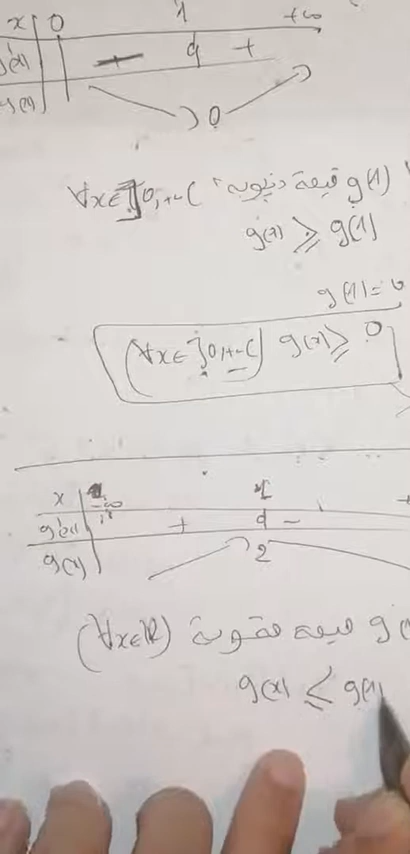 x 0 1 +∞
g'(x) - 0 +
g(x) 0
∀x∈]0,+∞[ قيمة دنيوية g(1)
g(x) ≥ g(1)
g(1)=0
(∀x∈]0,+∞[) g(x) ≥ 0
x -∞ 1
g'(x) + 0 -
g(x) 2
(∀x∈ℝ) قيمة قصوية g(
g(x) ≤ g(1)